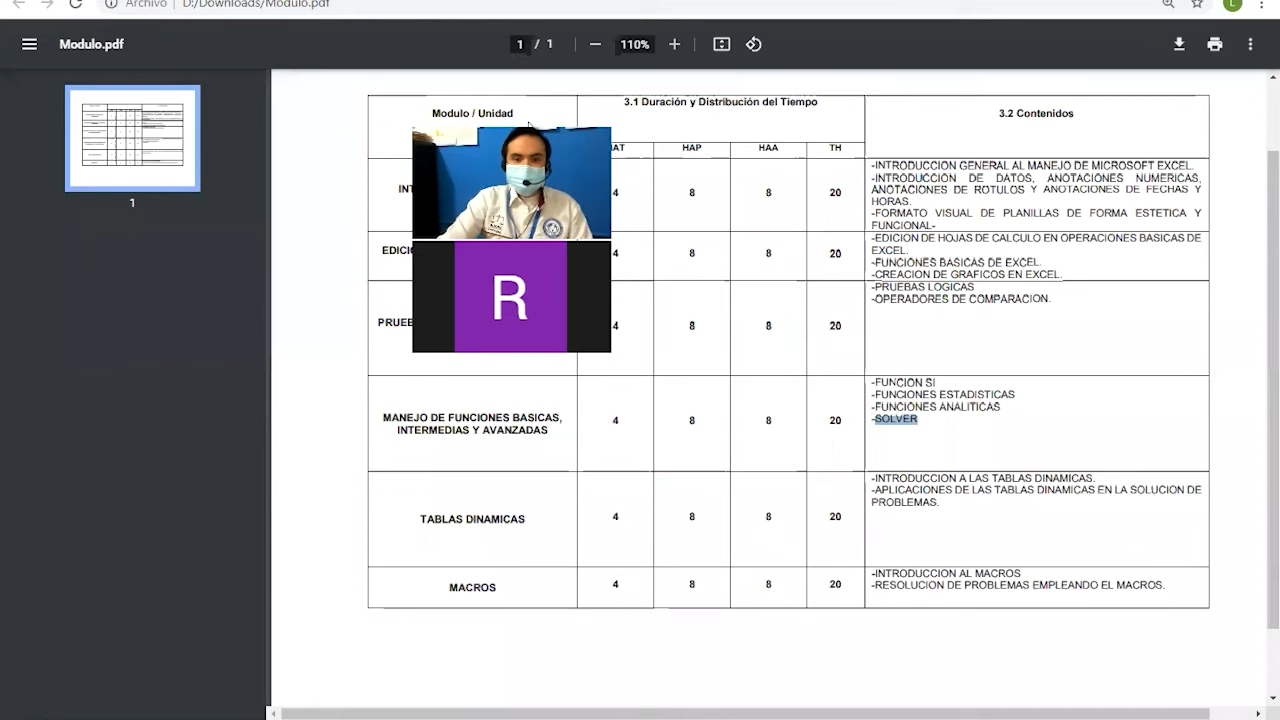 Archivo D:/Downloads/Modulo.pdf
L
Modulo.pdf
1 / 1
110%
1
Modulo / Unidad
3.1 Duración y Distribución del Tiempo
3.2 Contenidos
HAP HAA TH
4 8 8 20
-INTRODUCCION GENERAL AL MANEJO DE MICROSOFT EXCEL.
-INTRODUCCION DE DATOS, ANOTACIONES NUMERICAS,
ANOTACIONES DE ROTULOS Y ANOTACIONES DE FECHAS Y
HORAS.
-FORMATO VISUAL DE PLANILLAS DE FORMA ESTETICA Y
FUNCIONAL-
4 8 8 20
-EDICION DE HOJAS DE CALCULO EN OPERACIONES BASICAS DE
EXCEL.
-FUNCIONES BASICAS DE EXCEL.
-CREACION DE GRAFICOS EN EXCEL.
R
4 8 8 20
-PRUEBAS LOGICAS
-OPERADORES DE COMPARACION.
MANEJO DE FUNCIONES BASICAS,
INTERMEDIAS Y AVANZADAS
4 8 8 20
-FUNCION SI
-FUNCIONES ESTADISTICAS
-FUNCIONES ANALITICAS
-SOLVER
TABLAS DINAMICAS
4 8 8 20
-INTRODUCCION A LAS TABLAS DINAMICAS.
-APLICACIONES DE LAS TABLAS DINAMICAS EN LA SOLUCION DE
PROBLEMAS.
MACROS
4 8 8 20
-INTRODUCCION AL MACROS
-RESOLUCION DE PROBLEMAS EMPLEANDO EL MACROS.